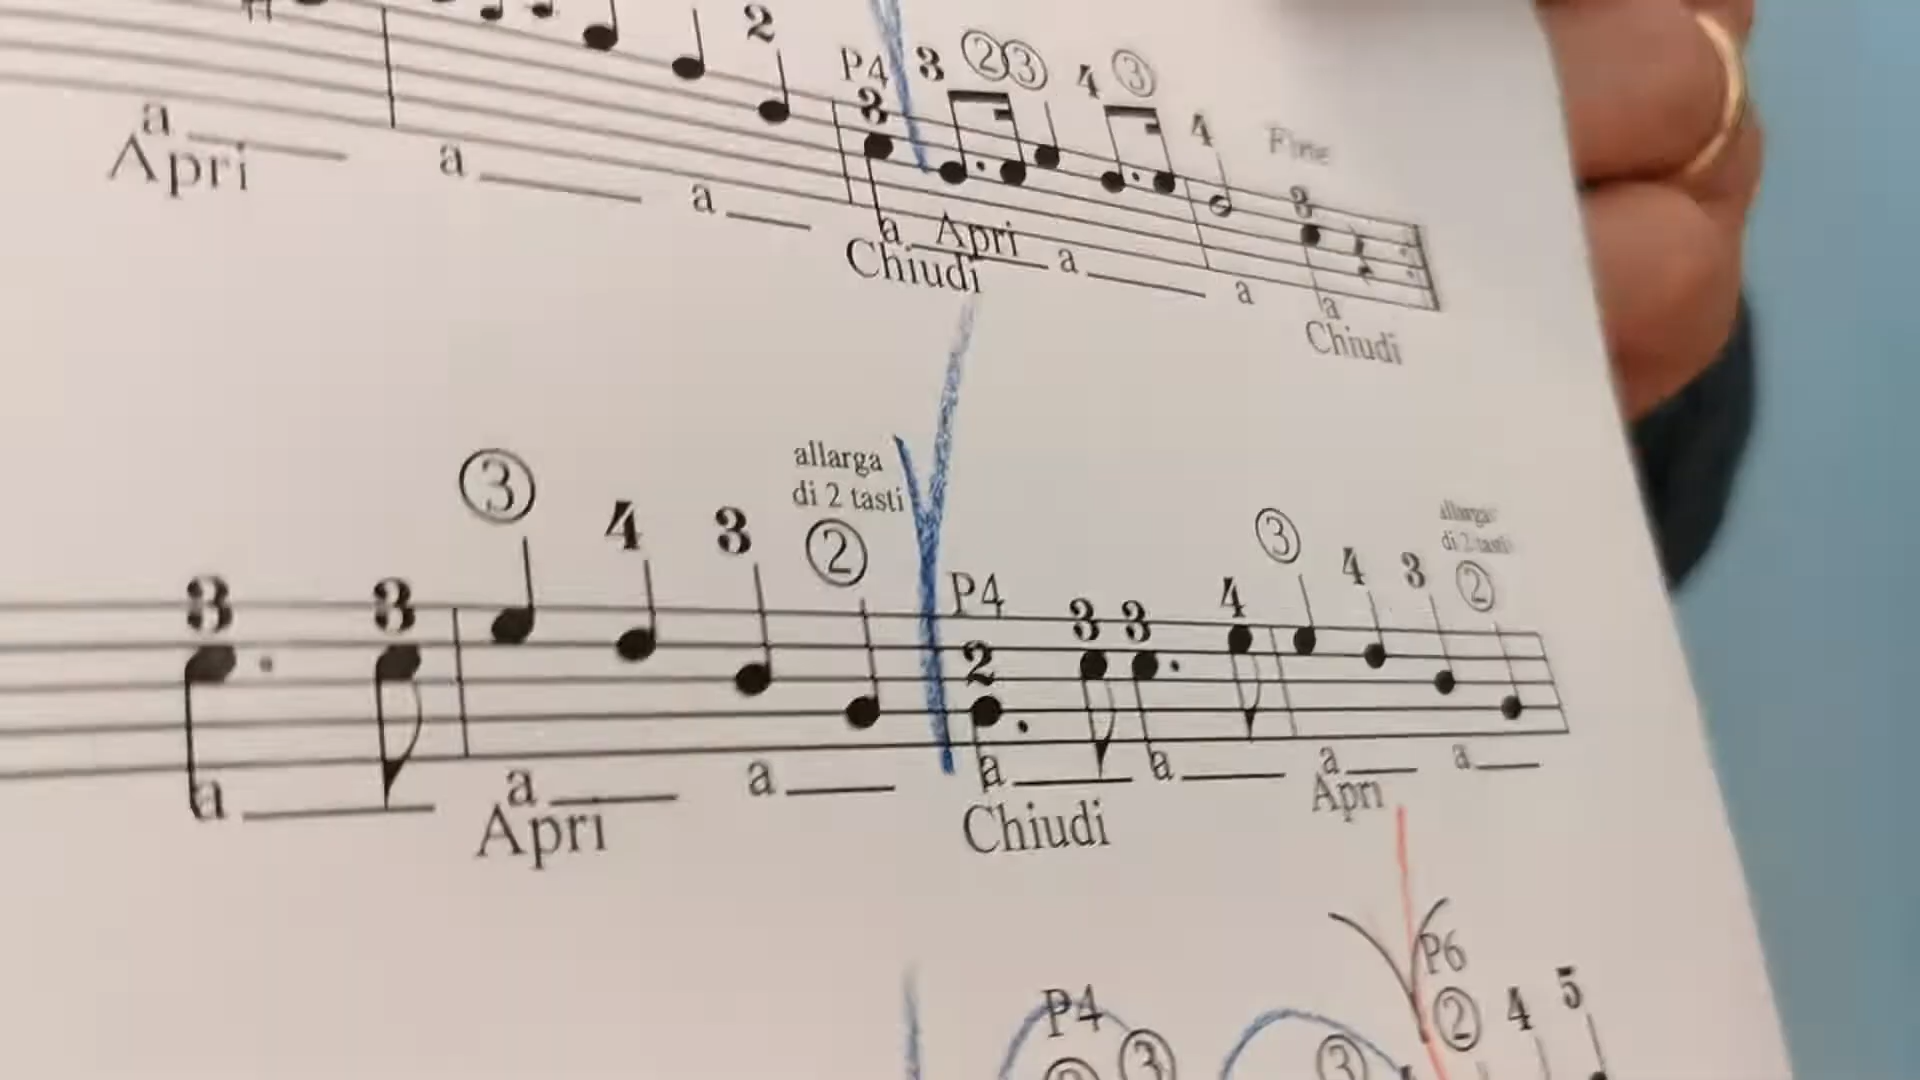 2
P4 3 ②③ 4 ③ 4 Fine
3 3
a a a a Apri a a a
Apri Chiudi Chiudi
allarga allarga
di 2 tasti di 2 tasti
3 3 ③ 4 3 ② P4 2 3 3 4 ③ 4 3 ②
a a a a a a a
Apri Chiudi Apri
P4 P6
③ ③ ② 4 5